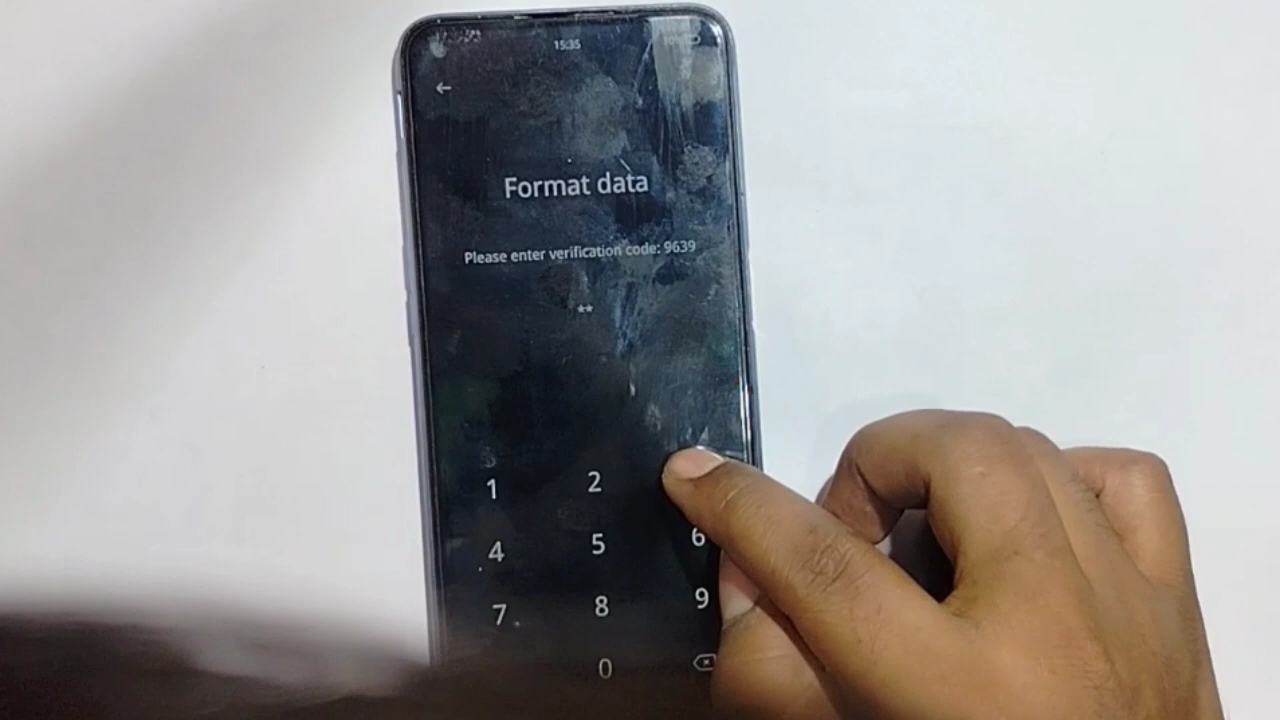 15:35
←
Format data
Please enter verification code: 9639
**
1 2
4 5 6
7 8 9
0